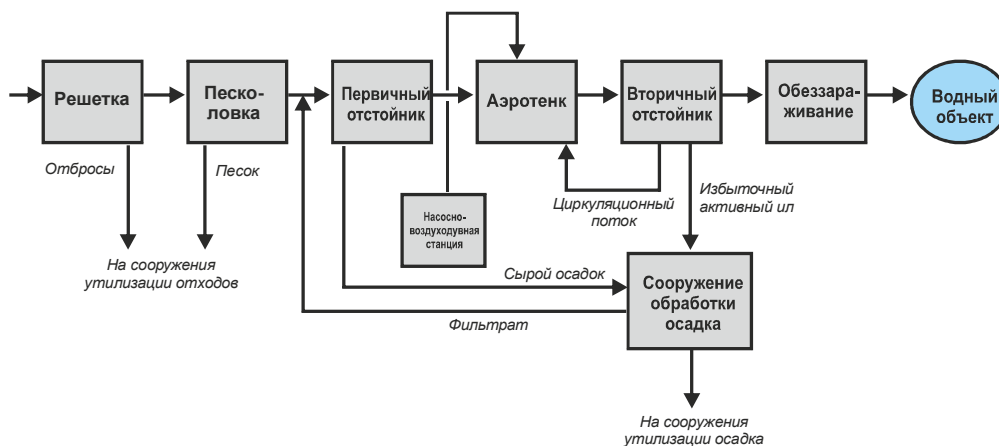 Решетка
Песко-
ловка
Первичный
отстойник
Аэротенк
Вторичный
отстойник
Обеззара-
живание
Водный
объект
Отбросы
Песок
Насосно-
воздуходувная
станция
Циркуляционный
поток
Избыточный
активный ил
На сооружения
утилизации отходов
Сырой осадок
Фильтрат
Сооружение
обработки
осадка
На сооружения
утилизации осадка